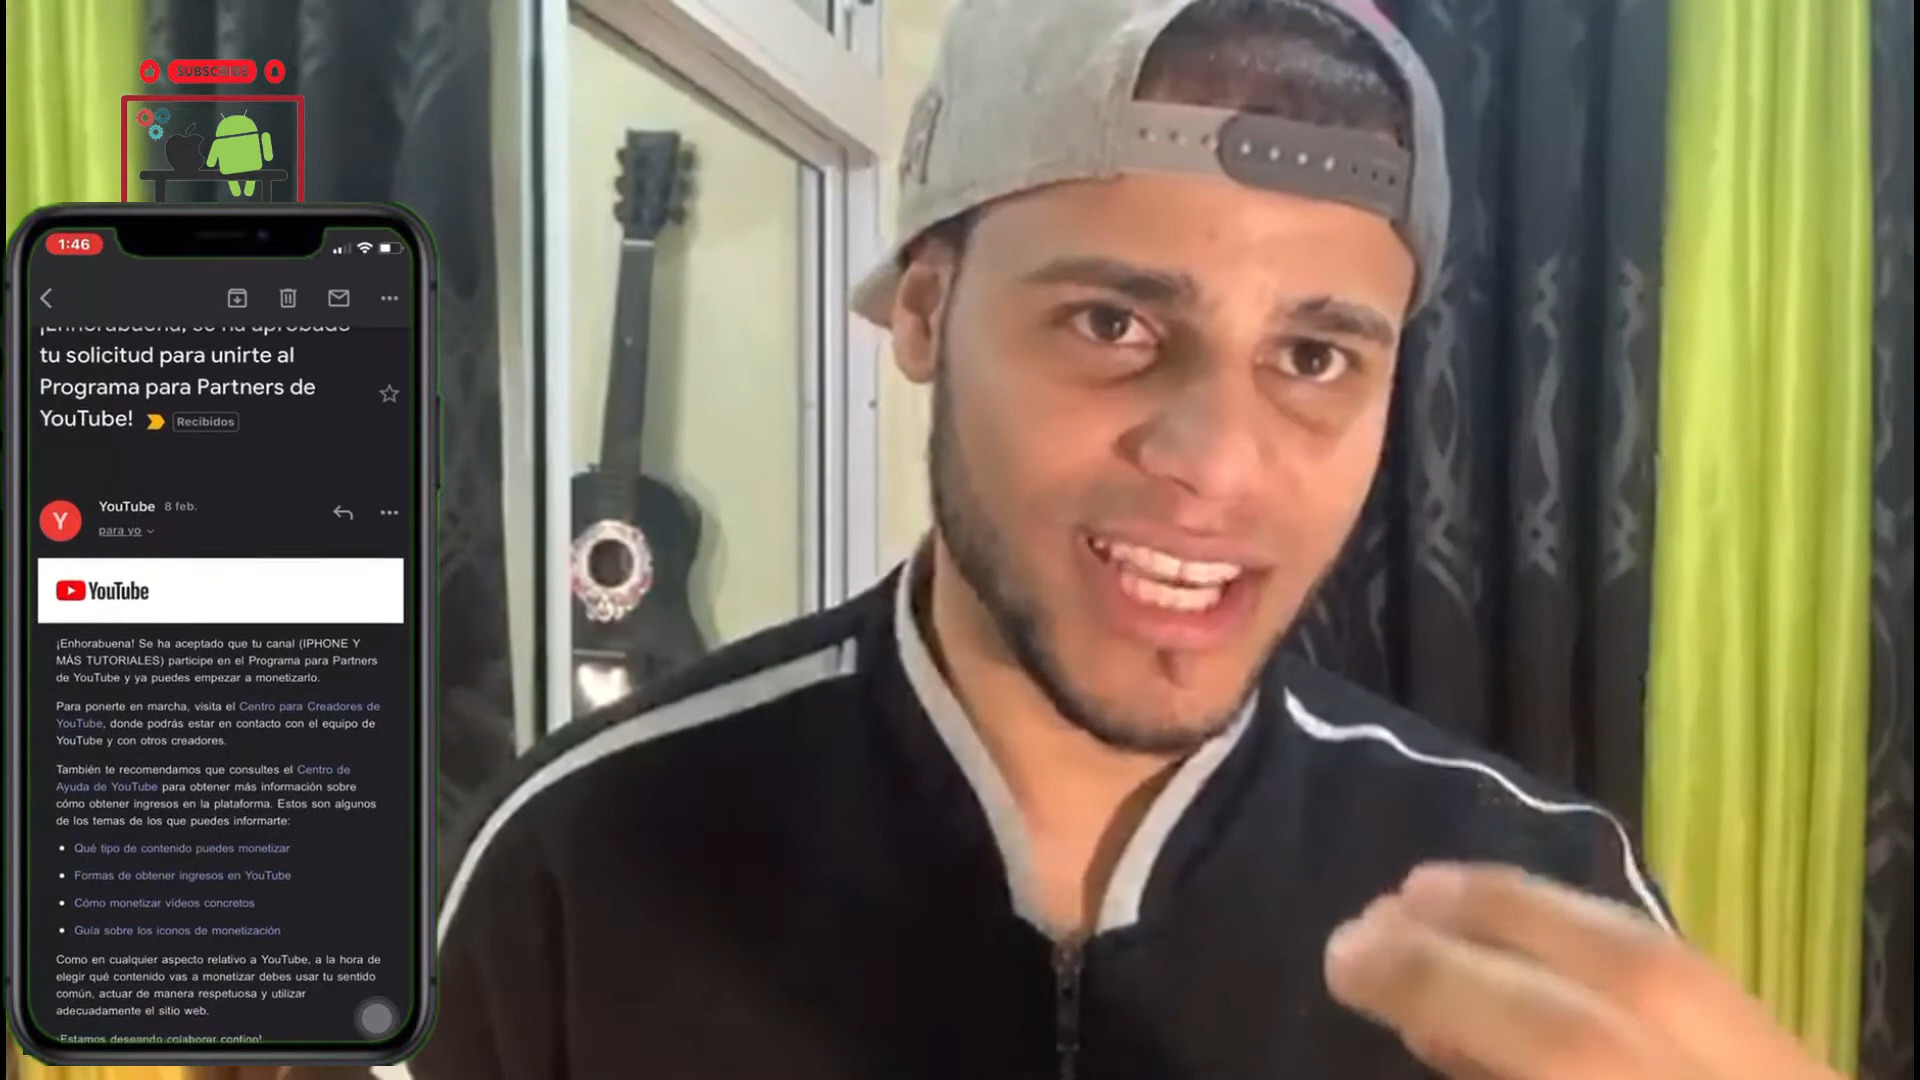 SUBSCRIBE
1:46
¡Enhorabuena, se ha aprobado
tu solicitud para unirte al
Programa para Partners de
YouTube!
Recibidos
YouTube 8 feb.
para yo
Y
YouTube
¡Enhorabuena! Se ha aceptado que tu canal (IPHONE Y
MÁS TUTORIALES) participe en el Programa para Partners
de YouTube y ya puedes empezar a monetizarlo.
Para ponerte en marcha, visita el Centro para Creadores de
YouTube, donde podrás estar en contacto con el equipo de
YouTube y con otros creadores.
También te recomendamos que consultes el Centro de
Ayuda de YouTube para obtener más información sobre
cómo obtener ingresos en la plataforma. Estos son algunos
de los temas de los que puedes informarte:
• Qué tipo de contenido puedes monetizar
• Formas de obtener ingresos en YouTube
• Cómo monetizar vídeos concretos
• Guía sobre los iconos de monetización
Como en cualquier aspecto relativo a YouTube, a la hora de
elegir qué contenido vas a monetizar debes usar tu sentido
común, actuar de manera respetuosa y utilizar
adecuadamente el sitio web.
¡Estamos deseando colaborar contigo!